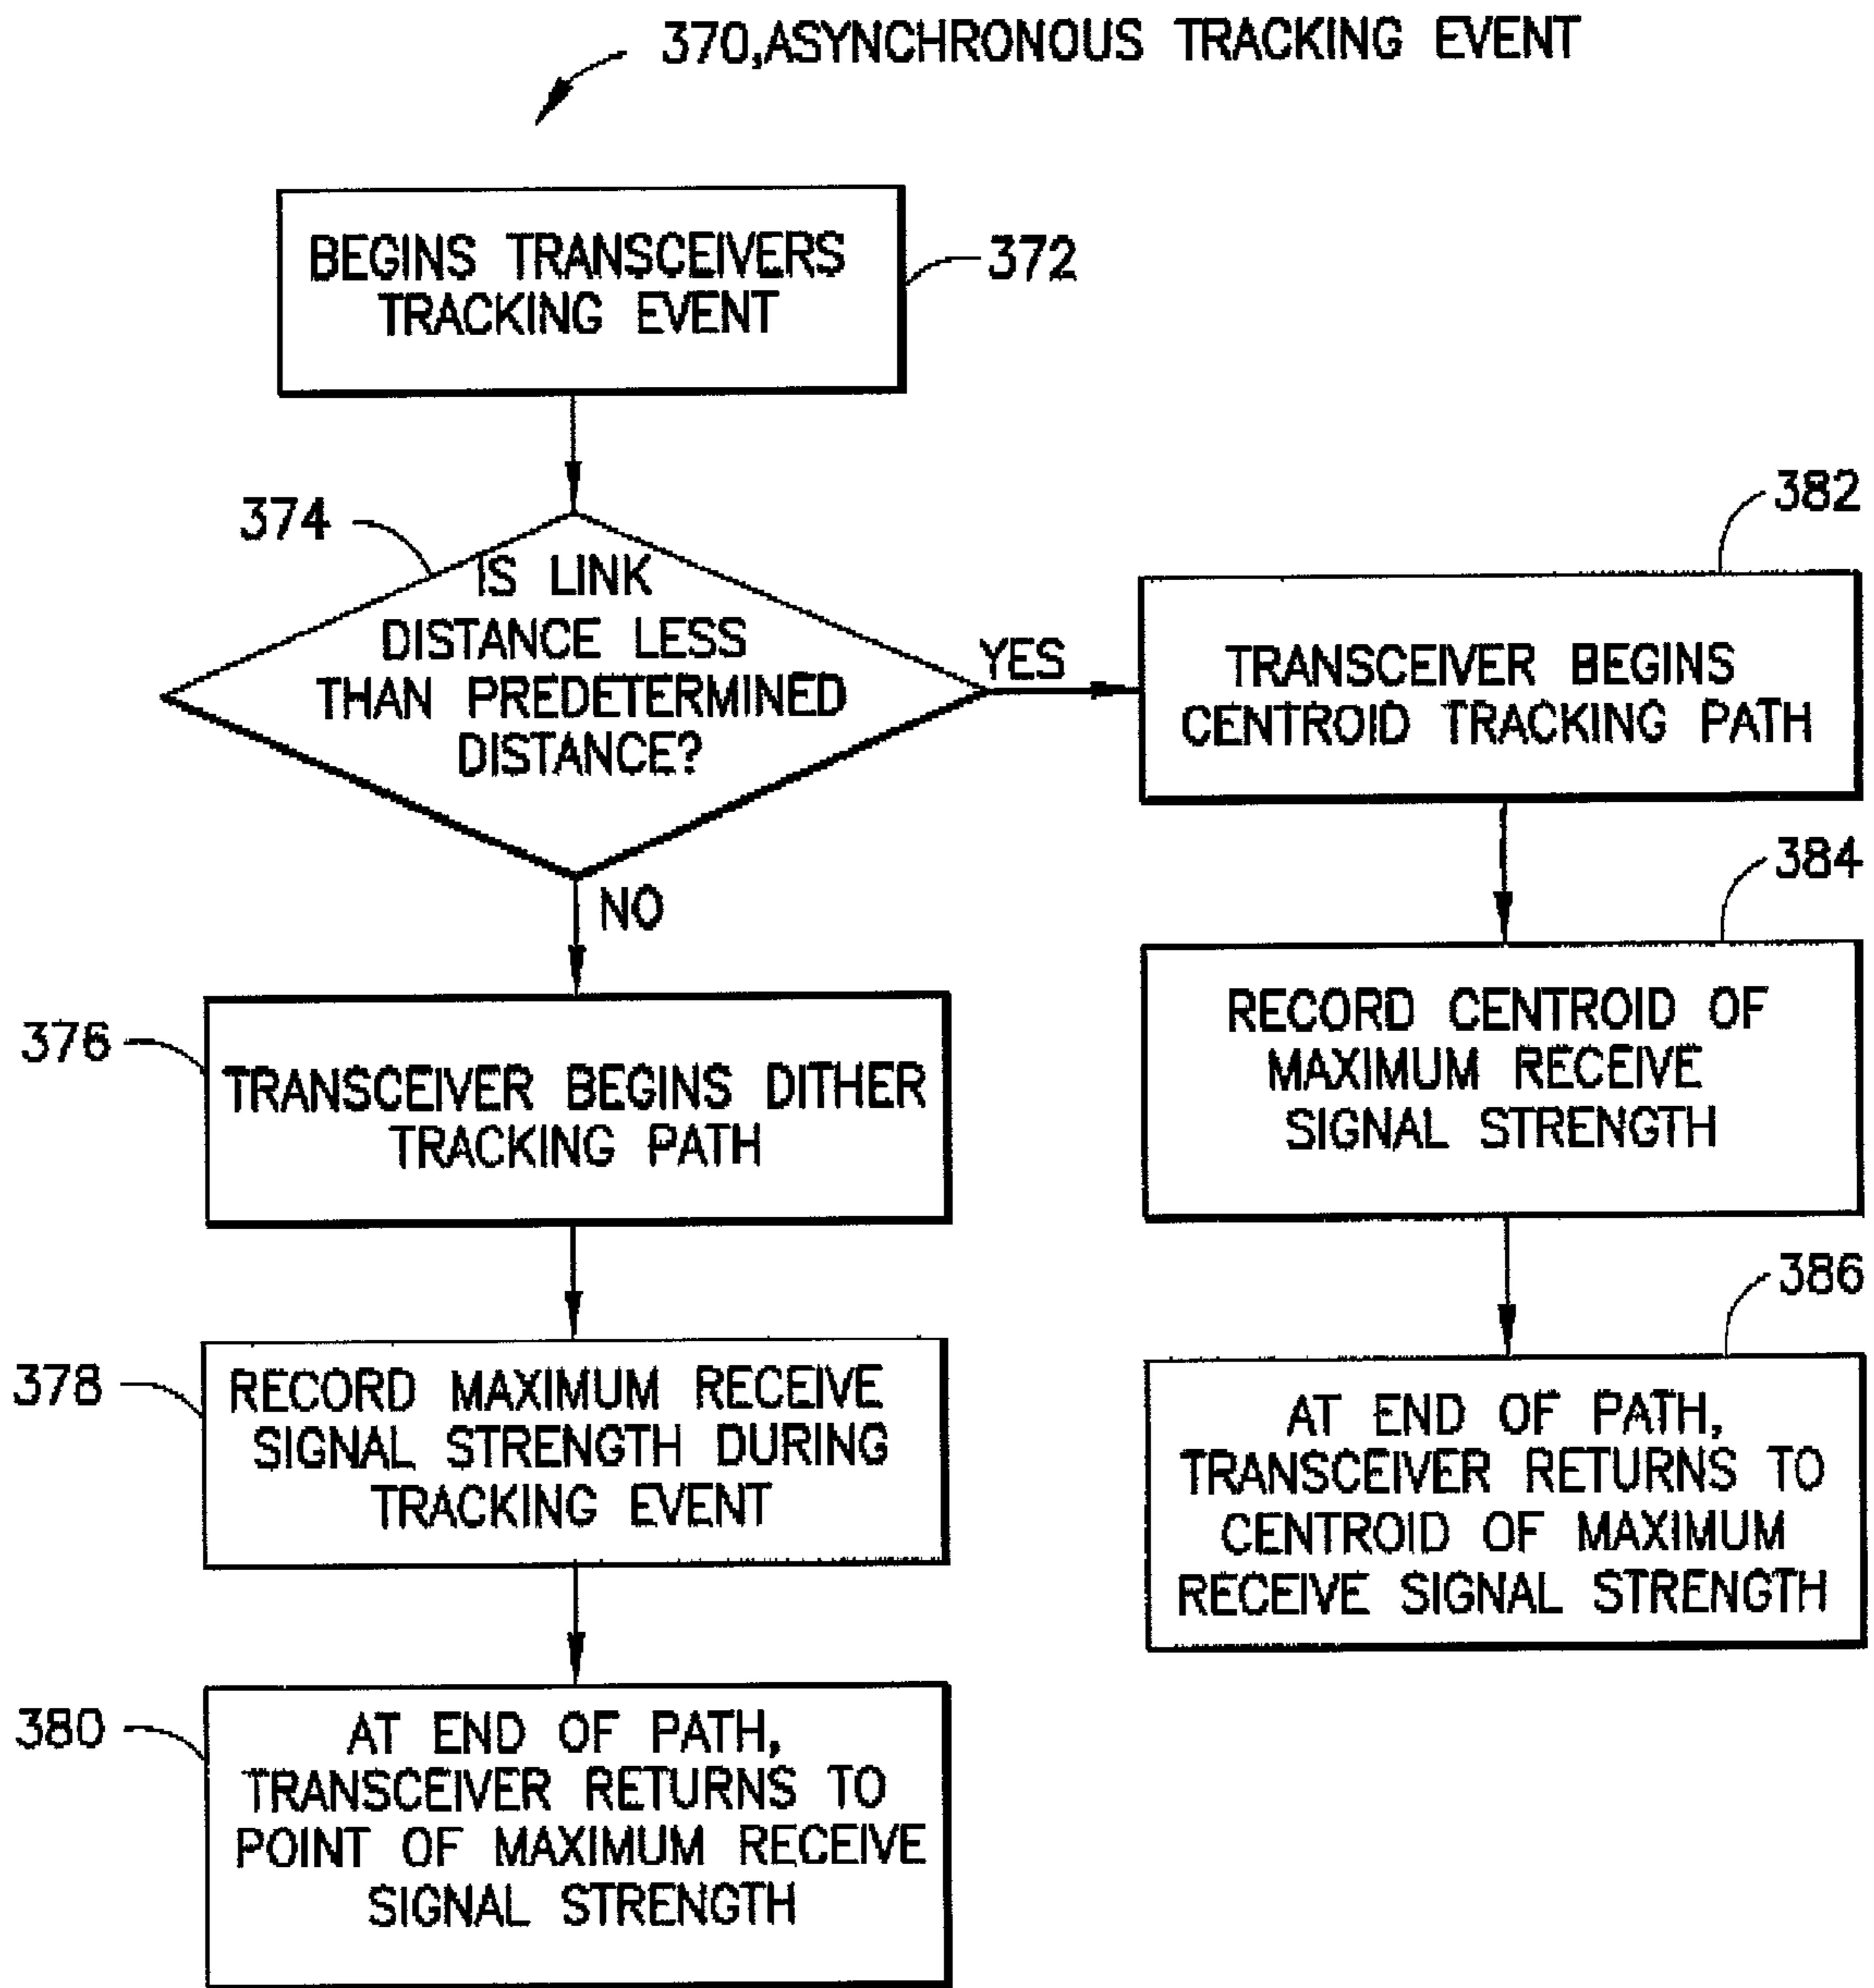 370,ASYNCHRONOUS TRACKING EVENT
BEGINS TRANSCEIVERS
TRACKING EVENT
372
374
IS LINK
DISTANCE LESS
THAN PREDETERMINED
DISTANCE?
YES
NO
376
TRANSCEIVER BEGINS DITHER
TRACKING PATH
378
RECORD MAXIMUM RECEIVE
SIGNAL STRENGTH DURING
TRACKING EVENT
380
AT END OF PATH,
TRANSCEIVER RETURNS TO
POINT OF MAXIMUM RECEIVE
SIGNAL STRENGTH
382
TRANSCEIVER BEGINS
CENTROID TRACKING PATH
384
RECORD CENTROID OF
MAXIMUM RECEIVE
SIGNAL STRENGTH
386
AT END OF PATH,
TRANSCEIVER RETURNS TO
CENTROID OF MAXIMUM
RECEIVE SIGNAL STRENGTH